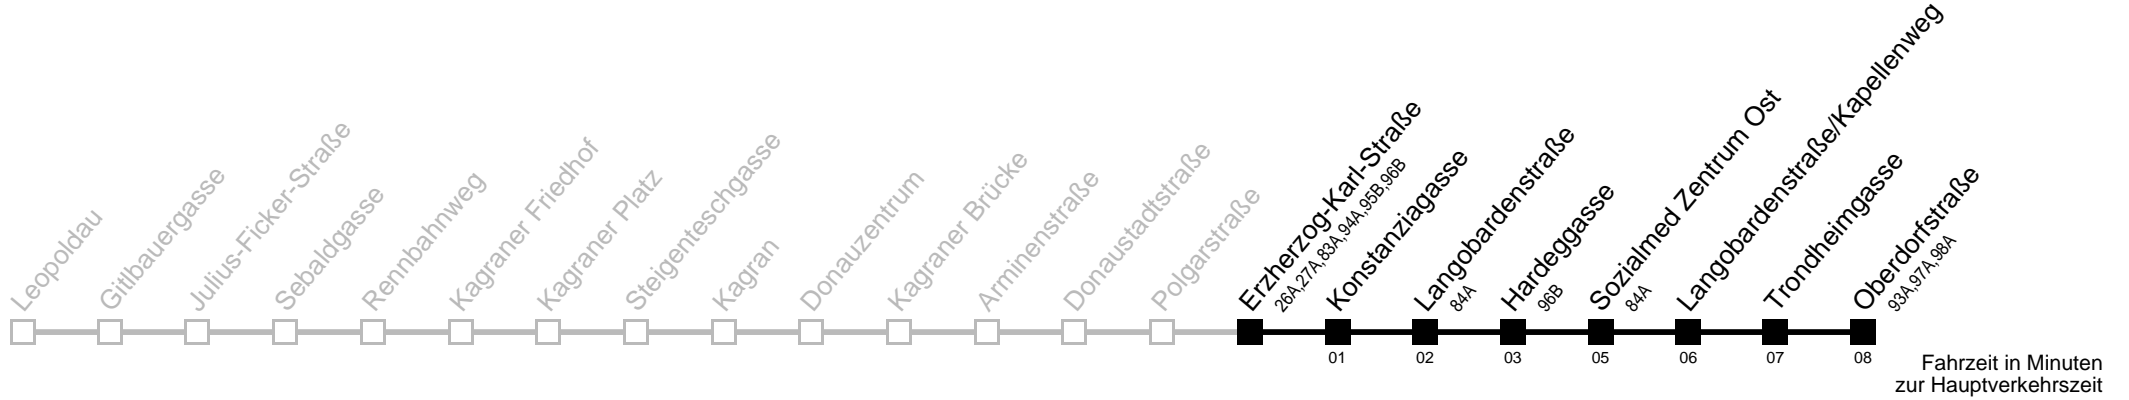 Leopoldau
Gitlbauergasse
Julius-Ficker-Straße
Sebaldgasse
Rennbahnweg
Kagraner Friedhof
Kagraner Platz
Steigenteschgasse
Kagran
Donauzentrum
Kagraner Brücke
Arminenstraße
Donaustadtstraße
Polgarstraße
Erzherzog-Karl-Straße
26A,27A,83A,94A,95B,96B
Konstanziagasse
Langobardenstraße
84A
Hardeggasse
96B
Sozialmed Zentrum Ost
84A
Langobardenstraße/Kapellenweg
Trondheimgasse
Oberdorfstraße
93A,97A,98A
01
02
03
05
06
07
08
Fahrzeit in Minuten
zur Hauptverkehrszeit